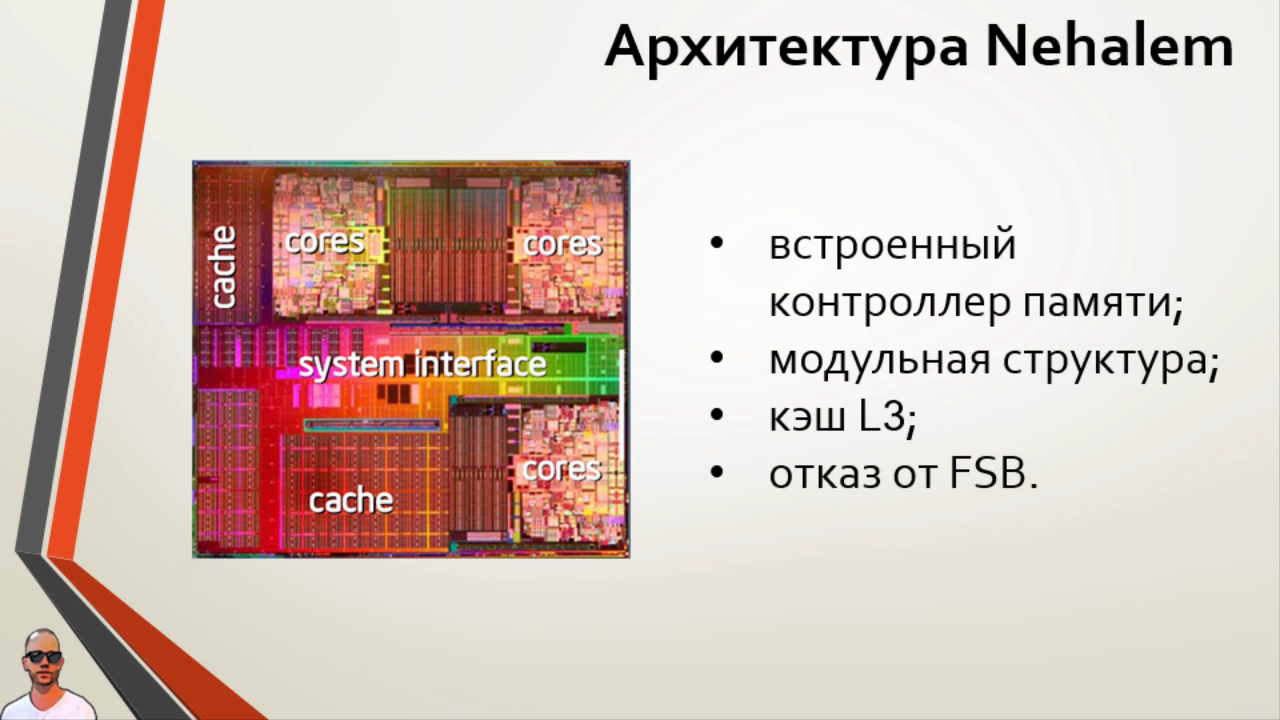 Архитектура Nehalem
cache
cores
cores
system interface
cores
cache
• встроенный
контроллер памяти;
• модульная структура;
• кэш L3;
• отказ от FSB.